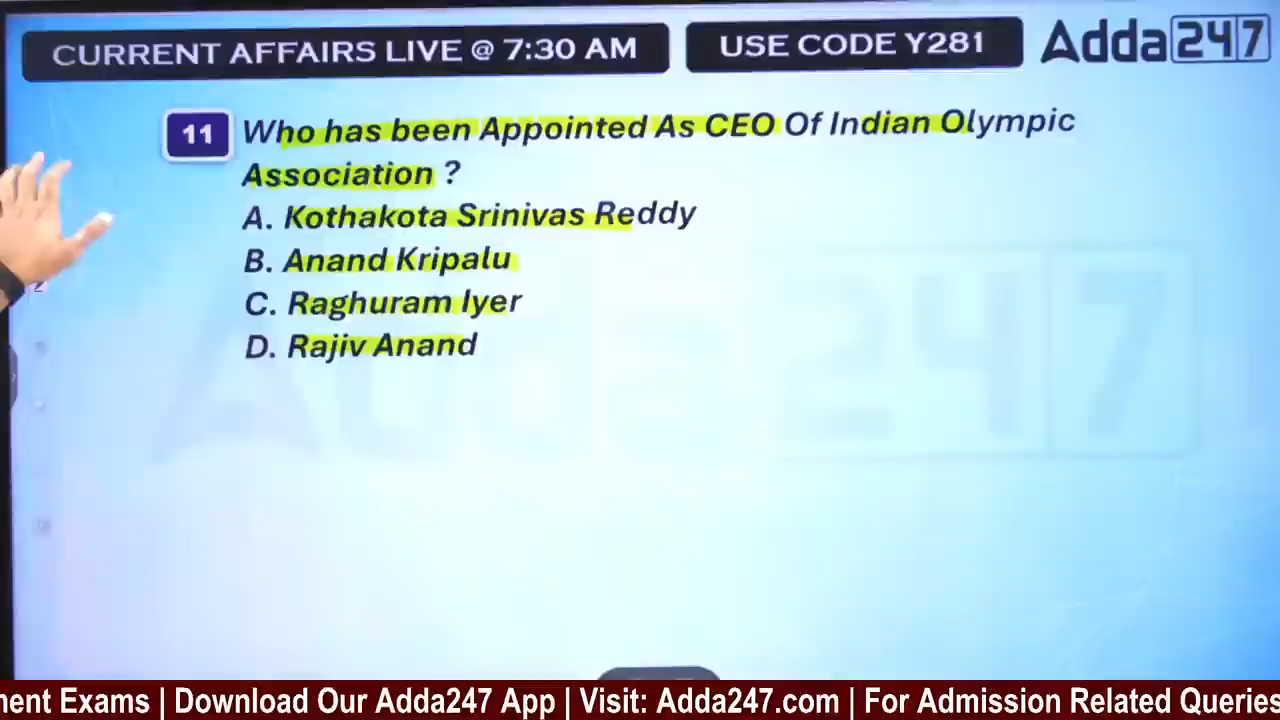 CURRENT AFFAIRS LIVE @ 7:30 AM
USE CODE Y281
Adda247
11 Who has been Appointed As CEO Of Indian Olympic
Association ?
A. Kothakota Srinivas Reddy
B. Anand Kripalu
C. Raghuram Iyer
D. Rajiv Anand
Adda247
nent Exams | Download Our Adda247 App | Visit: Adda247.com | For Admission Related Queries